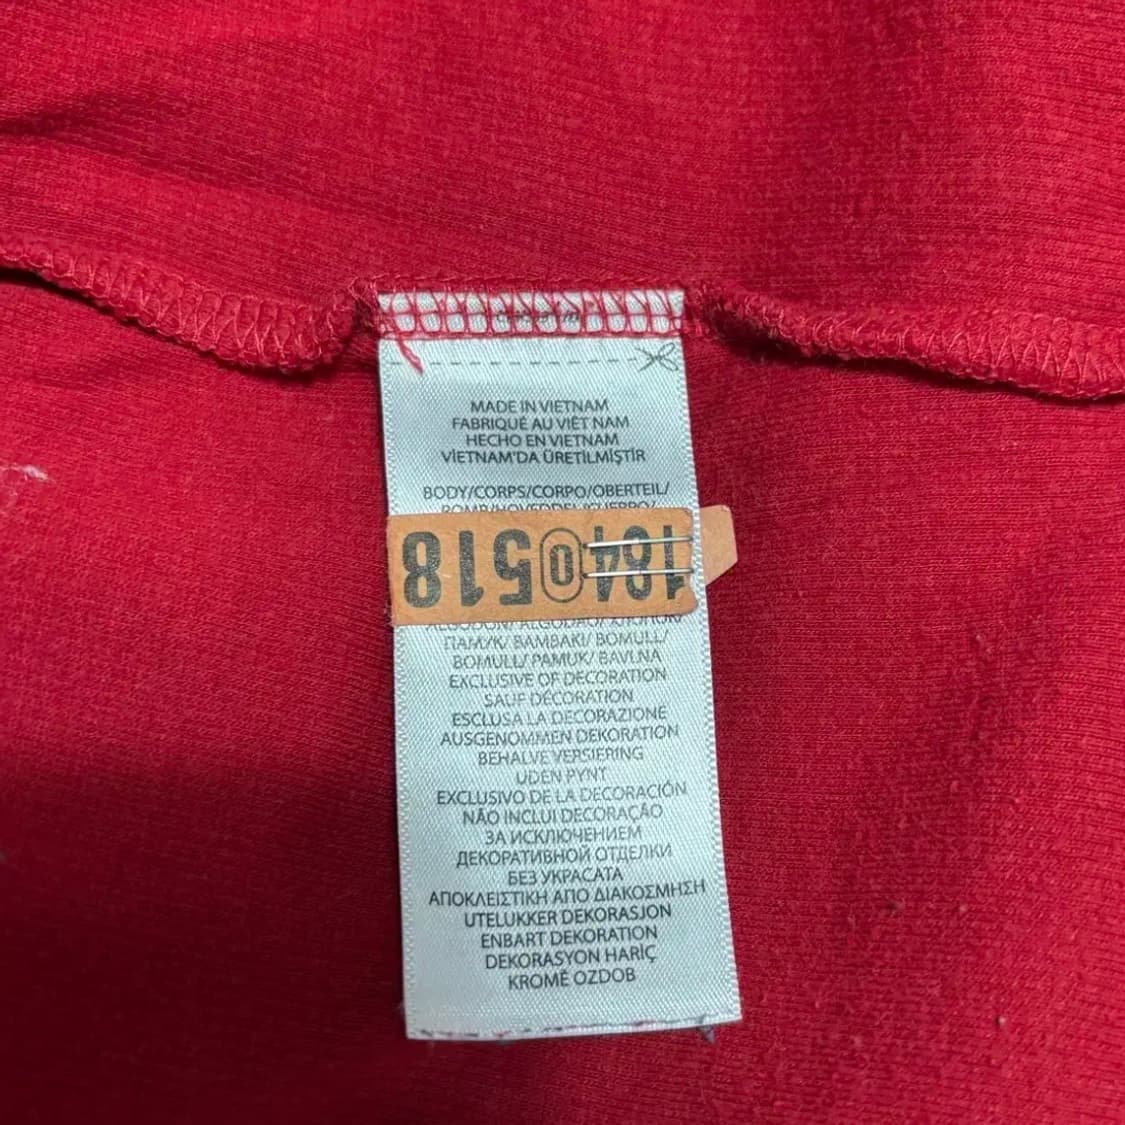 MADE IN VIETNAM
FABRIQUÉ AU VIÊT NAM
HECHO EN VIETNAM
VİETNAM'DA ÜRETİLMİŞTİR
BODY/CORPS/CORPO/OBERTEIL/
184 0 518
ПАМУК/ ΒΑΜΒΑΚΙ/ BOMULL/
BOMULL/ PAMUK/ BAVLNA
EXCLUSIVE OF DECORATION
SAUF DÉCORATION
ESCLUSA LA DECORAZIONE
AUSGENOMMEN DEKORATION
BEHALVE VERSIERING
UDEN PYNT
EXCLUSIVO DE LA DECORACIÓN
NÃO INCLUI DECORAÇÃO
ЗА ИСКЛЮЧЕНИЕМ
ДЕКОРАТИВНОЙ ОТДЕЛКИ
БЕЗ УКРАСАТА
ΑΠΟΚΛΕΙΣΤΙΚΗ ΑΠΟ ΔΙΑΚΟΣΜΗΣΗ
UTELUKKER DEKORASJON
ENBART DEKORATION
DEKORASYON HARİÇ
KROMĚ OZDOB